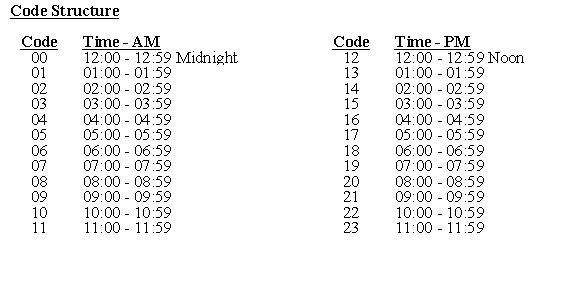 Code Structure
Code Time - AM Code Time - PM
00 12:00 - 12:59 Midnight 12 12:00 - 12:59 Noon
01 01:00 - 01:59 13 01:00 - 01:59
02 02:00 - 02:59 14 02:00 - 02:59
03 03:00 - 03:59 15 03:00 - 03:59
04 04:00 - 04:59 16 04:00 - 04:59
05 05:00 - 05:59 17 05:00 - 05:59
06 06:00 - 06:59 18 06:00 - 06:59
07 07:00 - 07:59 19 07:00 - 07:59
08 08:00 - 08:59 20 08:00 - 08:59
09 09:00 - 09:59 21 09:00 - 09:59
10 10:00 - 10:59 22 10:00 - 10:59
11 11:00 - 11:59 23 11:00 - 11:59